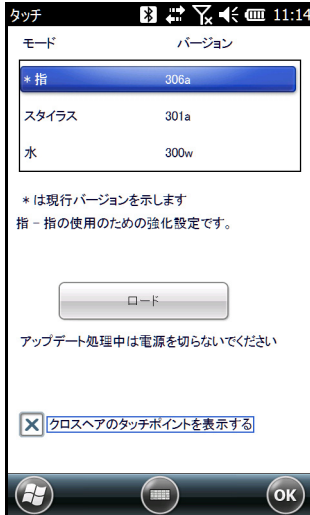 タッチ 11:14
モード バージョン
* 指 306a
スタイラス 301a
水 300w
* は現行バージョンを示します
指 - 指の使用のための強化設定です。
ロード
アップデート処理中は電源を切らないでください
クロスヘアのタッチポイントを表示する
OK